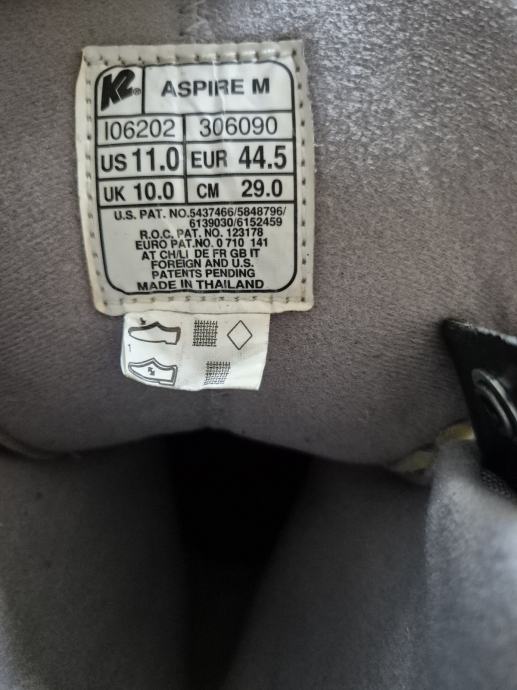 K2® ASPIRE M
I06202 306090
US 11.0 EUR 44.5
UK 10.0 CM 29.0
U.S. PAT. NO.5437466/5848796/
6139030/6152459
R.O.C. PAT. NO. 123178
EURO PAT.NO. 0 710 141
AT CH/LI DE FR GB IT
FOREIGN AND U.S.
PATENTS PENDING
MADE IN THAILAND
1